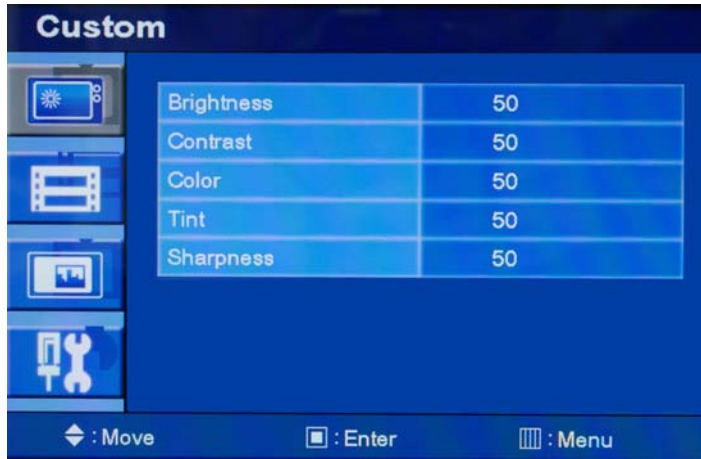 Custom
Brightness 50
Contrast 50
Color 50
Tint 50
Sharpness 50
: Move : Enter : Menu